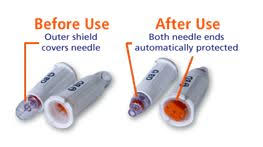 Before Use
Outer shield
covers needle
After Use
Both needle ends
automatically protected